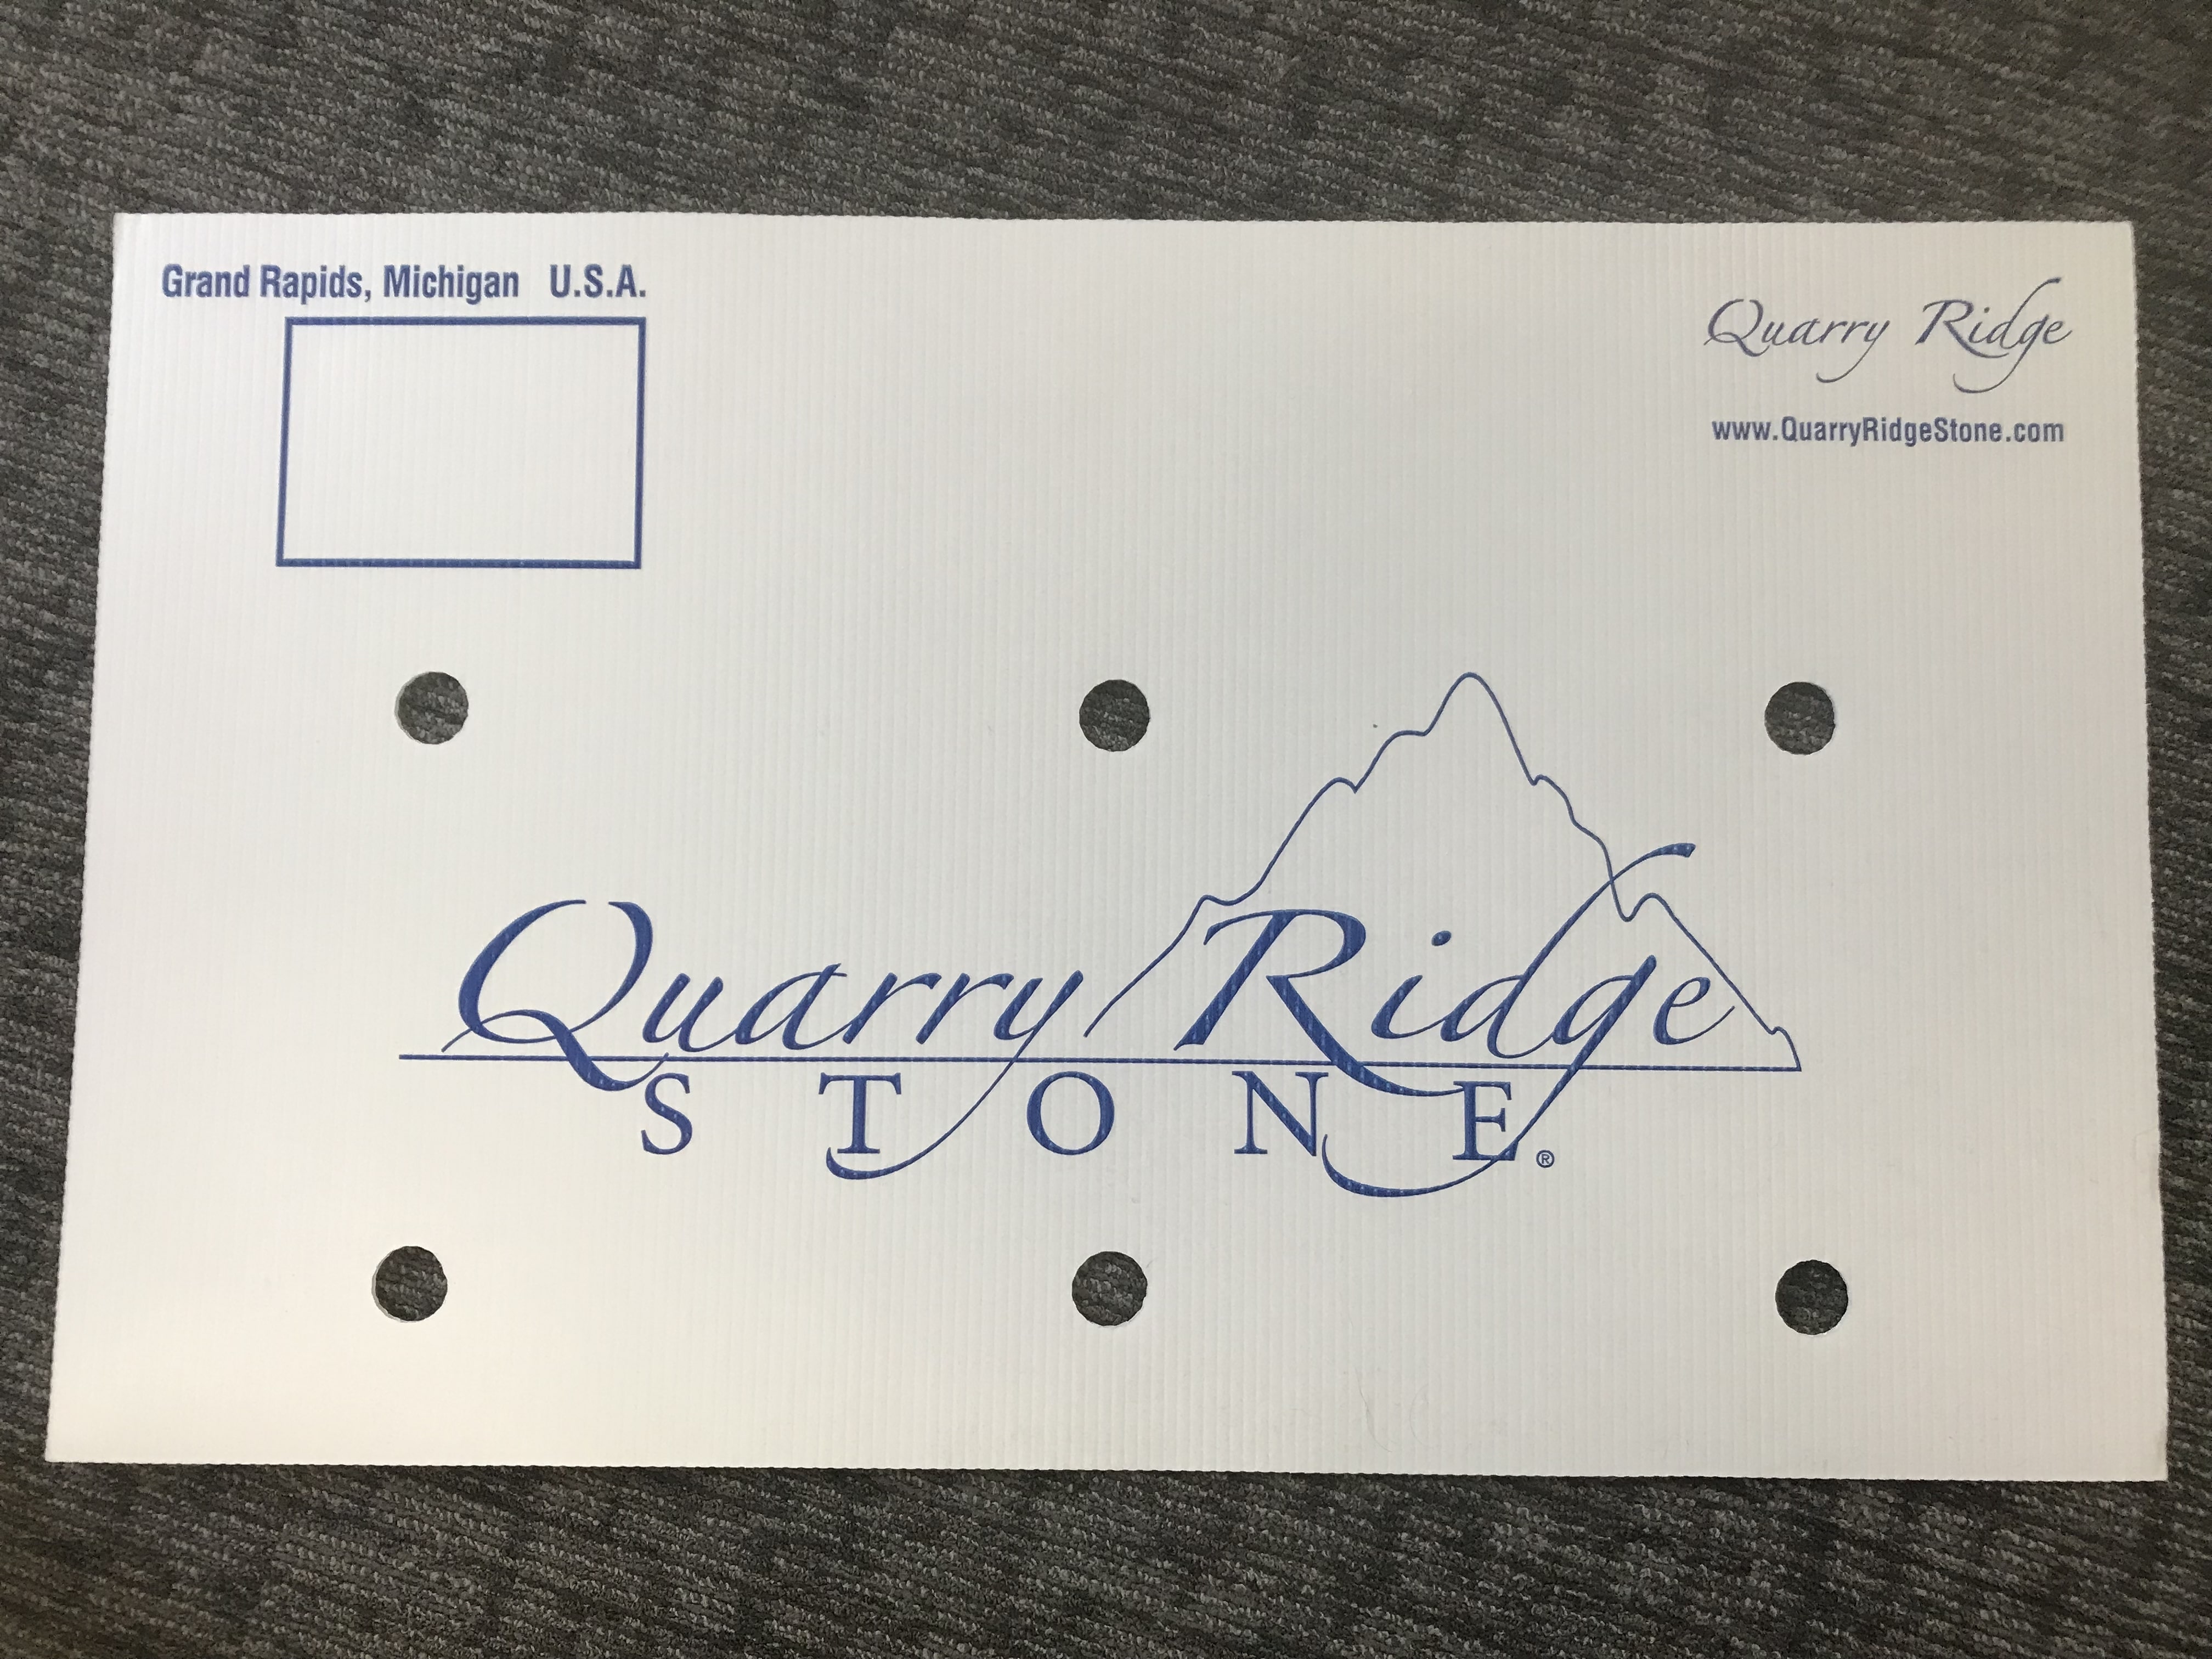 Grand Rapids, Michigan U.S.A.
Quarry Ridge
www.QuarryRidgeStone.com
Quarry Ridge
STONE®